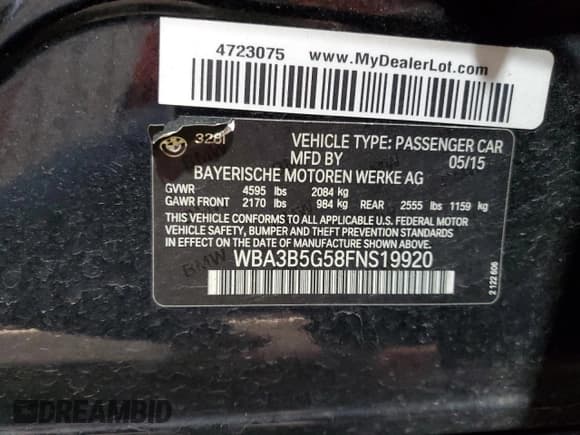 4723075 www.MyDealerLot.com
328i VEHICLE TYPE: PASSENGER CAR
MFD BY 05/15
BAYERISCHE MOTOREN WERKE AG
GVWR 4595 lbs 2084 kg
GAWR FRONT 2170 lbs 984 kg REAR 2555 lbs 1159 kg
THIS VEHICLE CONFORMS TO ALL APPLICABLE U.S. FEDERAL MOTOR
VEHICLE SAFETY, BUMPER AND THEFT PREVENTION STANDARDS
IN EFFECT ON THE DATE OF MANUFACTURE SHOWN ABOVE.
WBA3B5G58FNS19920
2 122 606
DREAMBID